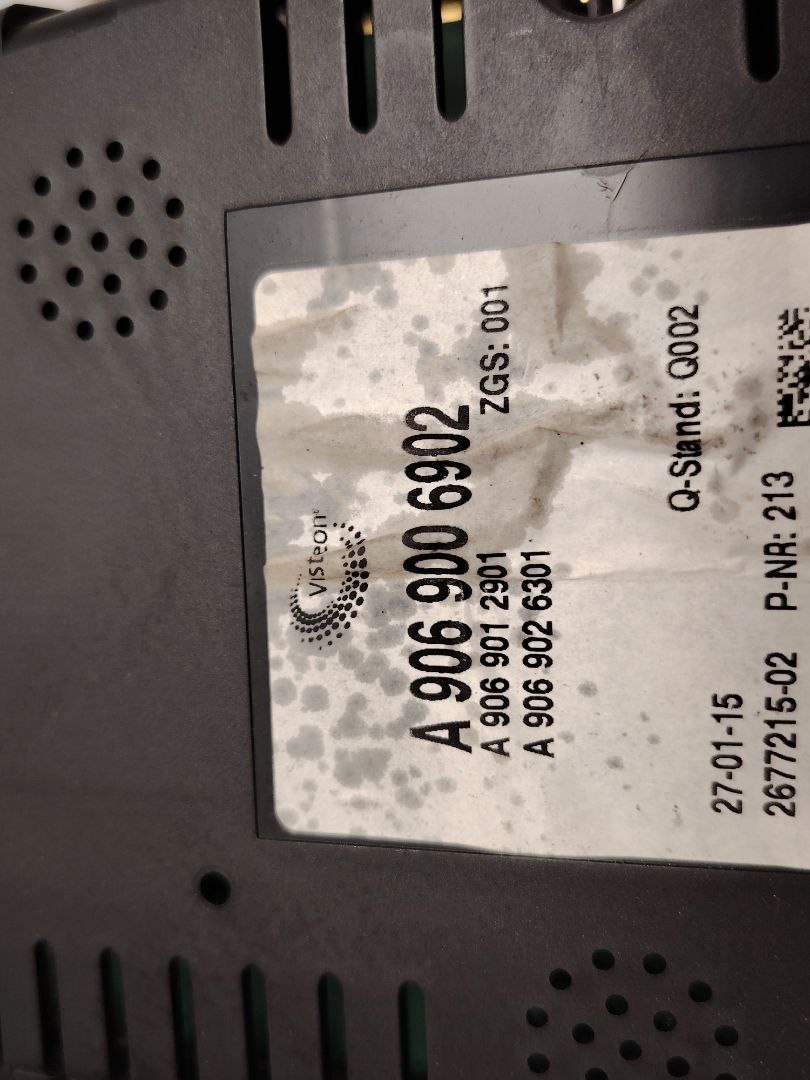 VISteon
A 906 900 6902
A 906 901 2901 ZGS: 001
A 906 902 6301
Q-Stand: Q002
27-01-15
2677215-02 P-NR: 213